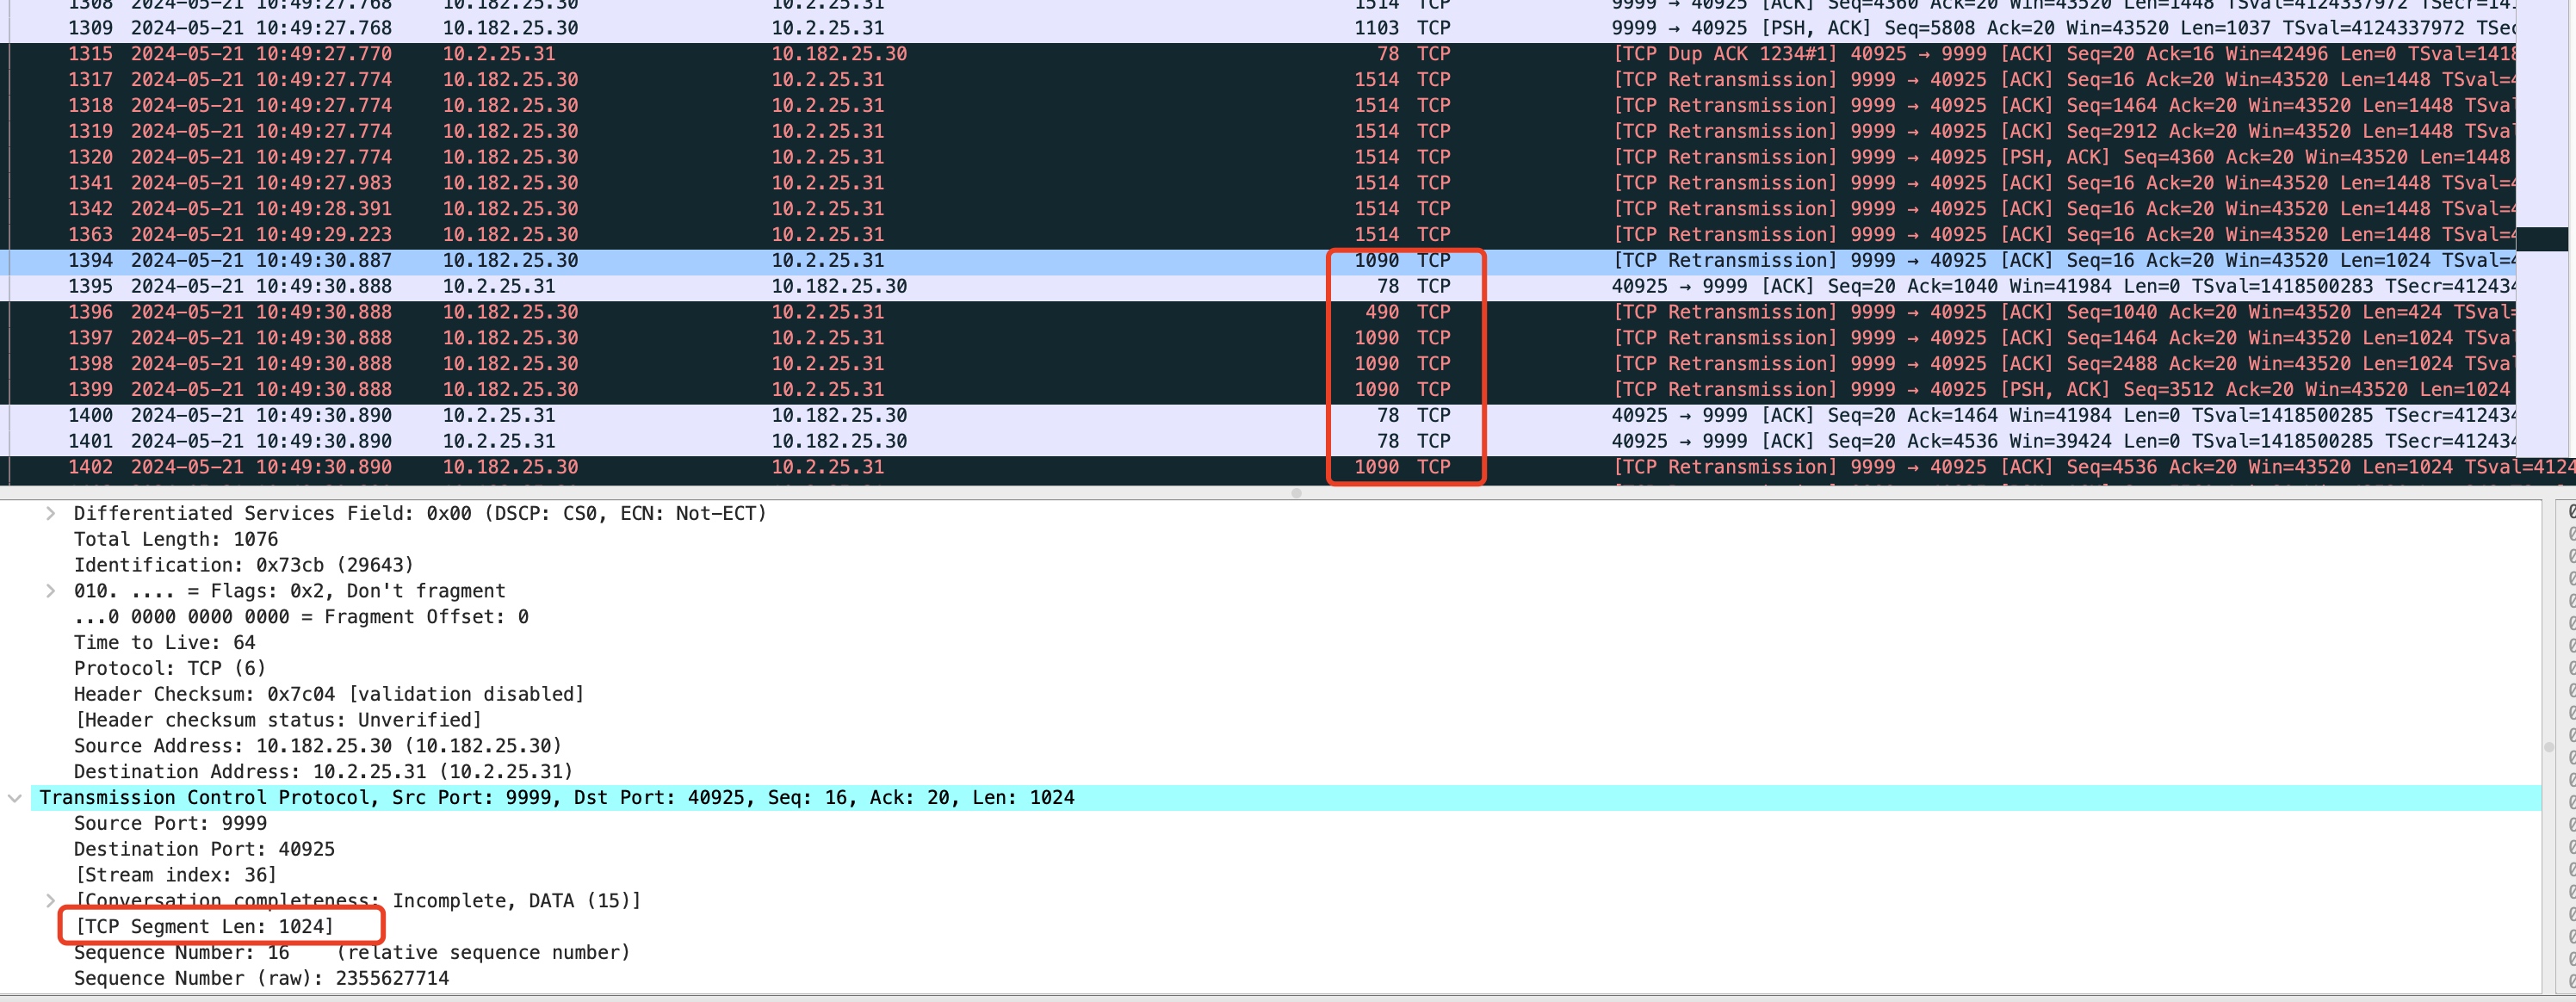 1308 2024-05-21 10:49:27.768 10.182.25.30 10.2.25.31 1514 TCP 9999 → 40925 [ACK] Seq=4360 Ack=20 Win=43520 Len=1448 TSval=4124337972 TSecr=141
1309 2024-05-21 10:49:27.768 10.182.25.30 10.2.25.31 1103 TCP 9999 → 40925 [PSH, ACK] Seq=5808 Ack=20 Win=43520 Len=1037 TSval=4124337972 TSec
1315 2024-05-21 10:49:27.770 10.2.25.31 10.182.25.30 78 TCP [TCP Dup ACK 1234#1] 40925 → 9999 [ACK] Seq=20 Ack=16 Win=42496 Len=0 TSval=1418
1317 2024-05-21 10:49:27.774 10.182.25.30 10.2.25.31 1514 TCP [TCP Retransmission] 9999 → 40925 [ACK] Seq=16 Ack=20 Win=43520 Len=1448 TSval=4
1318 2024-05-21 10:49:27.774 10.182.25.30 10.2.25.31 1514 TCP [TCP Retransmission] 9999 → 40925 [ACK] Seq=1464 Ack=20 Win=43520 Len=1448 TSval
1319 2024-05-21 10:49:27.774 10.182.25.30 10.2.25.31 1514 TCP [TCP Retransmission] 9999 → 40925 [ACK] Seq=2912 Ack=20 Win=43520 Len=1448 TSval
1320 2024-05-21 10:49:27.774 10.182.25.30 10.2.25.31 1514 TCP [TCP Retransmission] 9999 → 40925 [PSH, ACK] Seq=4360 Ack=20 Win=43520 Len=1448
1341 2024-05-21 10:49:27.983 10.182.25.30 10.2.25.31 1514 TCP [TCP Retransmission] 9999 → 40925 [ACK] Seq=16 Ack=20 Win=43520 Len=1448 TSval=4
1342 2024-05-21 10:49:28.391 10.182.25.30 10.2.25.31 1514 TCP [TCP Retransmission] 9999 → 40925 [ACK] Seq=16 Ack=20 Win=43520 Len=1448 TSval=4
1363 2024-05-21 10:49:29.223 10.182.25.30 10.2.25.31 1514 TCP [TCP Retransmission] 9999 → 40925 [ACK] Seq=16 Ack=20 Win=43520 Len=1448 TSval=4
1394 2024-05-21 10:49:30.887 10.182.25.30 10.2.25.31 1090 TCP [TCP Retransmission] 9999 → 40925 [ACK] Seq=16 Ack=20 Win=43520 Len=1024 TSval=4
1395 2024-05-21 10:49:30.888 10.2.25.31 10.182.25.30 78 TCP 40925 → 9999 [ACK] Seq=20 Ack=1040 Win=41984 Len=0 TSval=1418500283 TSecr=412434
1396 2024-05-21 10:49:30.888 10.182.25.30 10.2.25.31 490 TCP [TCP Retransmission] 9999 → 40925 [ACK] Seq=1040 Ack=20 Win=43520 Len=424 TSval=
1397 2024-05-21 10:49:30.888 10.182.25.30 10.2.25.31 1090 TCP [TCP Retransmission] 9999 → 40925 [ACK] Seq=1464 Ack=20 Win=43520 Len=1024 TSval
1398 2024-05-21 10:49:30.888 10.182.25.30 10.2.25.31 1090 TCP [TCP Retransmission] 9999 → 40925 [ACK] Seq=2488 Ack=20 Win=43520 Len=1024 TSval
1399 2024-05-21 10:49:30.888 10.182.25.30 10.2.25.31 1090 TCP [TCP Retransmission] 9999 → 40925 [PSH, ACK] Seq=3512 Ack=20 Win=43520 Len=1024
1400 2024-05-21 10:49:30.890 10.2.25.31 10.182.25.30 78 TCP 40925 → 9999 [ACK] Seq=20 Ack=1464 Win=41984 Len=0 TSval=1418500285 TSecr=412434
1401 2024-05-21 10:49:30.890 10.2.25.31 10.182.25.30 78 TCP 40925 → 9999 [ACK] Seq=20 Ack=4536 Win=39424 Len=0 TSval=1418500285 TSecr=412434
1402 2024-05-21 10:49:30.890 10.182.25.30 10.2.25.31 1090 TCP [TCP Retransmission] 9999 → 40925 [ACK] Seq=4536 Ack=20 Win=43520 Len=1024 TSval=4124
Differentiated Services Field: 0x00 (DSCP: CS0, ECN: Not-ECT)
Total Length: 1076
Identification: 0x73cb (29643)
010. .... = Flags: 0x2, Don't fragment
...0 0000 0000 0000 = Fragment Offset: 0
Time to Live: 64
Protocol: TCP (6)
Header Checksum: 0x7c04 [validation disabled]
[Header checksum status: Unverified]
Source Address: 10.182.25.30 (10.182.25.30)
Destination Address: 10.2.25.31 (10.2.25.31)
Transmission Control Protocol, Src Port: 9999, Dst Port: 40925, Seq: 16, Ack: 20, Len: 1024
Source Port: 9999
Destination Port: 40925
[Stream index: 36]
[Conversation completeness: Incomplete, DATA (15)]
[TCP Segment Len: 1024]
Sequence Number: 16 (relative sequence number)
Sequence Number (raw): 2355627714